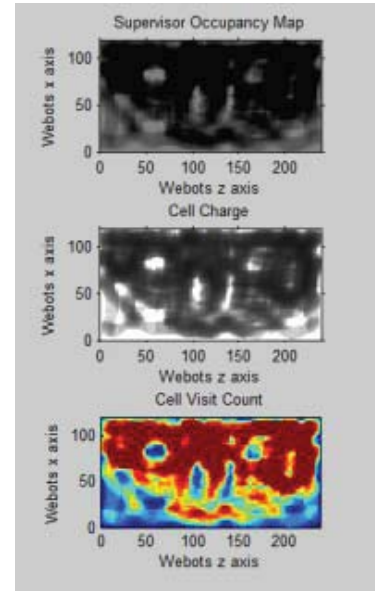 Supervisor Occupancy Map
Webots x axis
100
50
0
0 50 100 150 200
Webots z axis
Cell Charge
Webots x axis
100
50
0
0 50 100 150 200
Webots z axis
Cell Visit Count
Webots x axis
100
50
0
0 50 100 150 200
Webots z axis